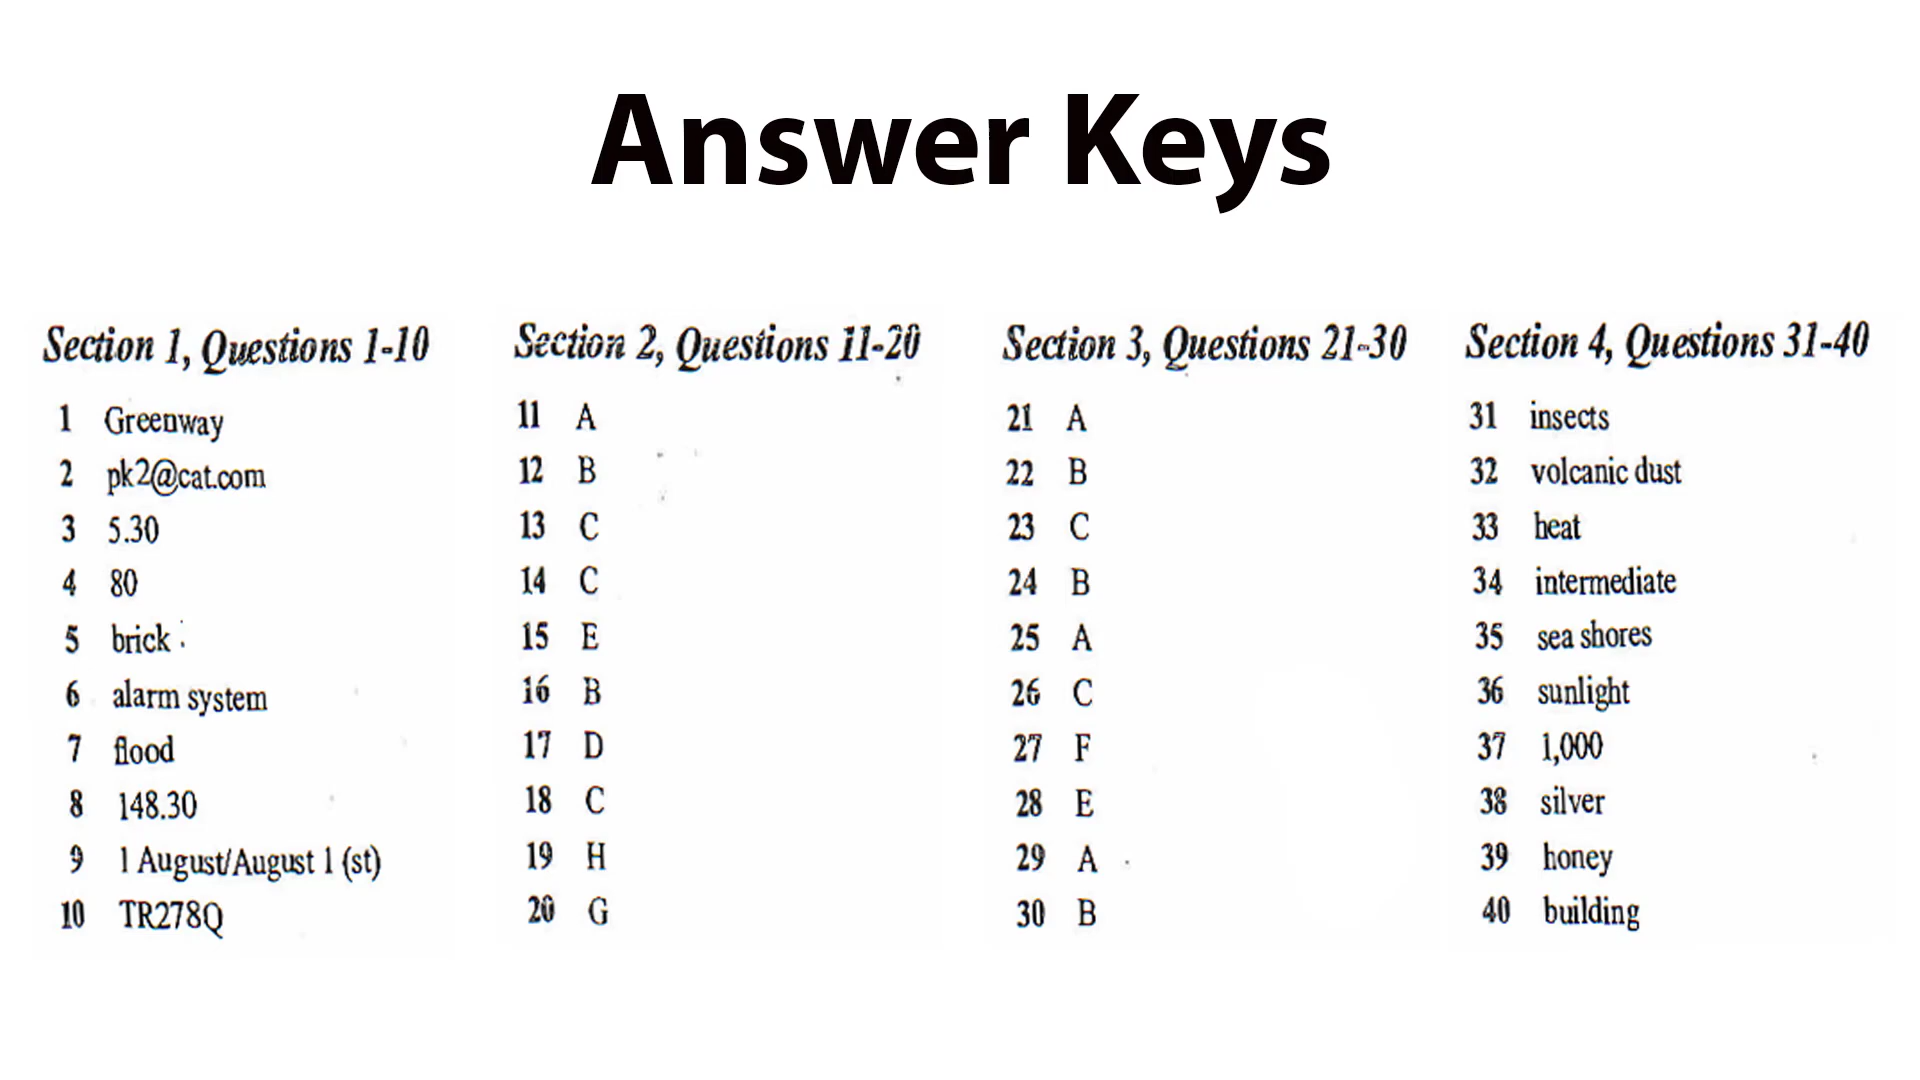 Answer Keys
Section 1, Questions 1-10
1 Greenway
2 pk2@cat.com
3 5.30
4 80
5 brick
6 alarm system
7 flood
8 148.30
9 1 August/August 1 (st)
10 TR278Q
Section 2, Questions 11-20
11 A
12 B
13 C
14 C
15 E
16 B
17 D
18 C
19 H
20 G
Section 3, Questions 21-30
21 A
22 B
23 C
24 B
25 A
26 C
27 F
28 E
29 A
30 B
Section 4, Questions 31-40
31 insects
32 volcanic dust
33 heat
34 intermediate
35 sea shores
36 sunlight
37 1,000
38 silver
39 honey
40 building